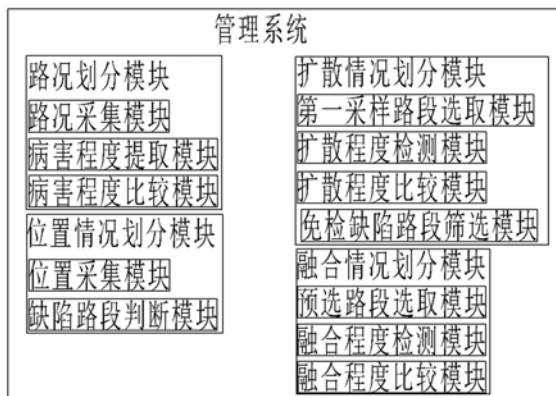 管理系统
路况划分模块
路况采集模块
病害程度提取模块
病害程度比较模块
位置情况划分模块
位置采集模块
缺陷路段判断模块
扩散情况划分模块
第一采样路段选取模块
扩散程度检测模块
扩散程度比较模块
免检缺陷路段筛选模块
融合情况划分模块
预选路段选取模块
融合程度检测模块
融合程度比较模块